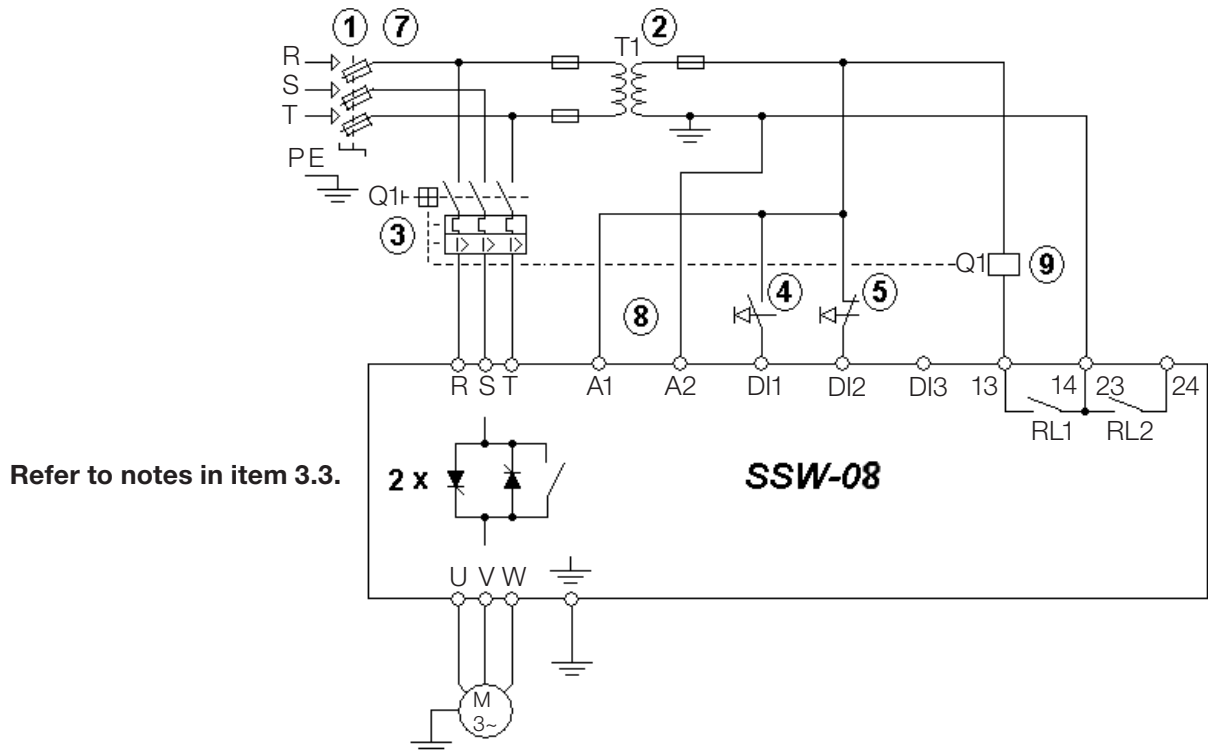 1 7 2
T1
R
S
T
PE
Q1
3
Q1 9
4 5
8
R S T A1 A2 DI1 DI2 DI3 13 14 23 24
RL1 RL2
Refer to notes in item 3.3.
2 x
SSW-08
U V W
M
3~